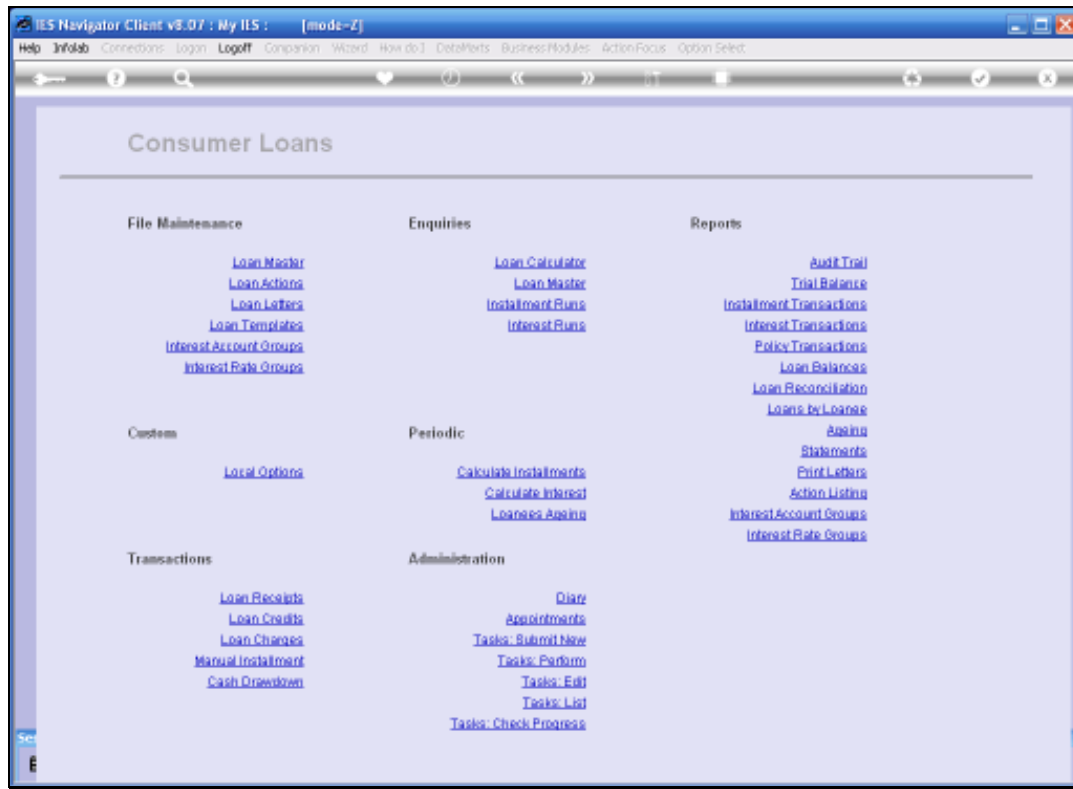 IES Navigator Client v8.07 : My IES : [mode-Z]
Help Infolab Connections Logon Logoff Companion Wizard How do I DataAlerts BusinessModules ActionFocus Option Select
Consumer Loans
File Maintenance
Loan Master
Loan Actions
Loan Letters
Loan Templates
Interest Account Groups
Interest Rate Groups
Enquiries
Loan Calculator
Loan Master
Installment Runs
Interest Runs
Reports
Audit Trail
Trial Balance
Installment Transactions
Interest Transactions
Policy Transactions
Loan Balances
Loan Reconciliation
Loans by Loanee
Ageing
Statements
Print Letters
Action Listing
Interest Account Groups
Interest Rate Groups
Custom
Local Options
Periodic
Calculate Installments
Calculate Interest
Loanees Ageing
Transactions
Loan Receipts
Loan Credits
Loan Charges
Manual Installment
Cash Drawdown
Administration
Diary
Appointments
Tasks: Submit New
Tasks: Perform
Tasks: Edit
Tasks: List
Tasks: Check Progress
Ses